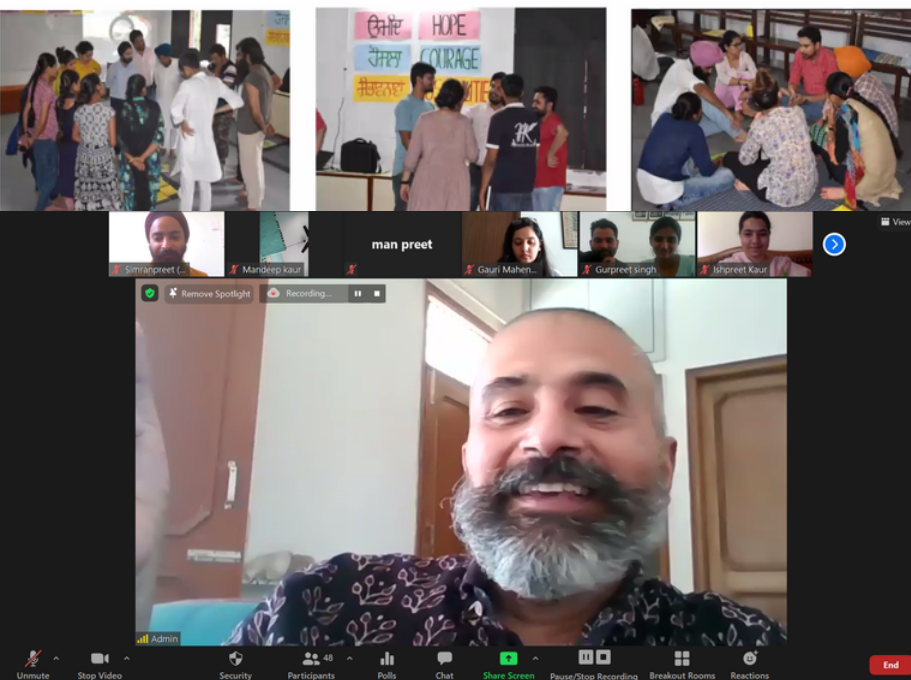 ਉਮੀਦ
HOPE
ਹੌਸਲਾ
COURAGE
man preet
View
Simranpreet (...
Mandeep kaur
Gauri Mahen...
Gurpreet singh
Ishpreet Kaur
Remove Spotlight
Recording...
Admin
48
Unmute
Stop Video
Security
Participants
Polls
Chat
Share Screen
Pause/Stop Recording
Breakout Rooms
Reactions
End